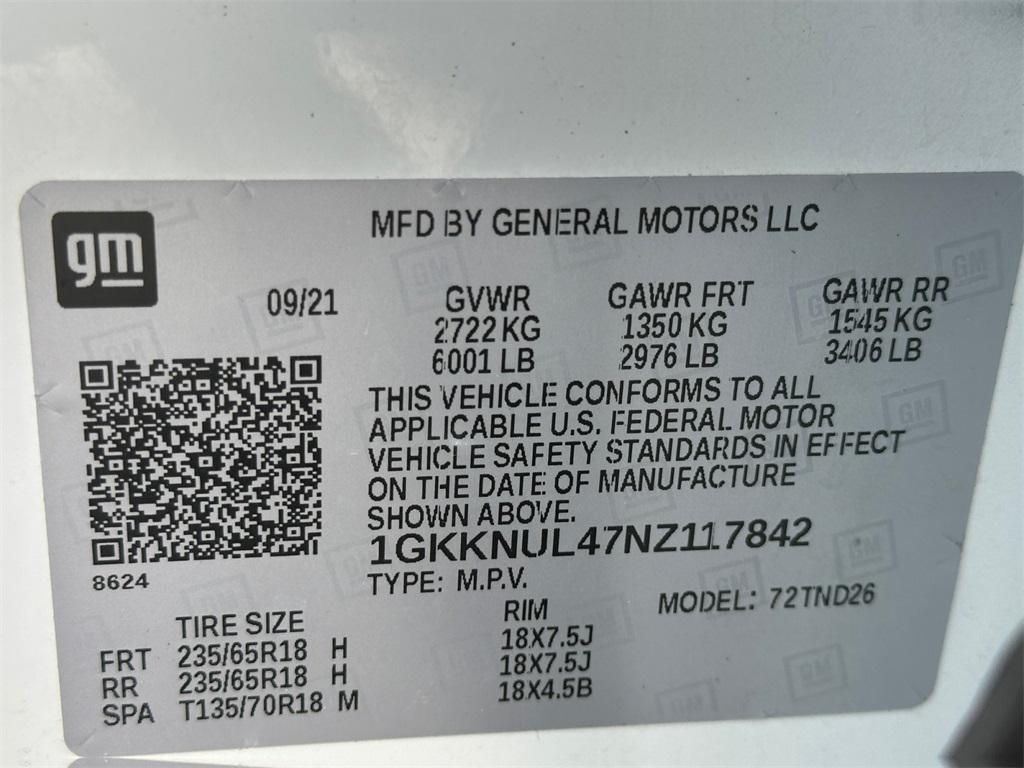 gm
MFD BY GENERAL MOTORS LLC
09/21 GVWR GAWR FRT GAWR RR
2722 KG 1350 KG 1545 KG
6001 LB 2976 LB 3406 LB
THIS VEHICLE CONFORMS TO ALL
APPLICABLE U.S. FEDERAL MOTOR
VEHICLE SAFETY STANDARDS IN EFFECT
ON THE DATE OF MANUFACTURE
SHOWN ABOVE.
1GKKNUL47NZ117842
8624 TYPE: M.P.V. MODEL: 72TND26
TIRE SIZE RIM
FRT 235/65R18 H 18X7.5J
RR 235/65R18 H 18X7.5J
SPA T135/70R18 M 18X4.5B